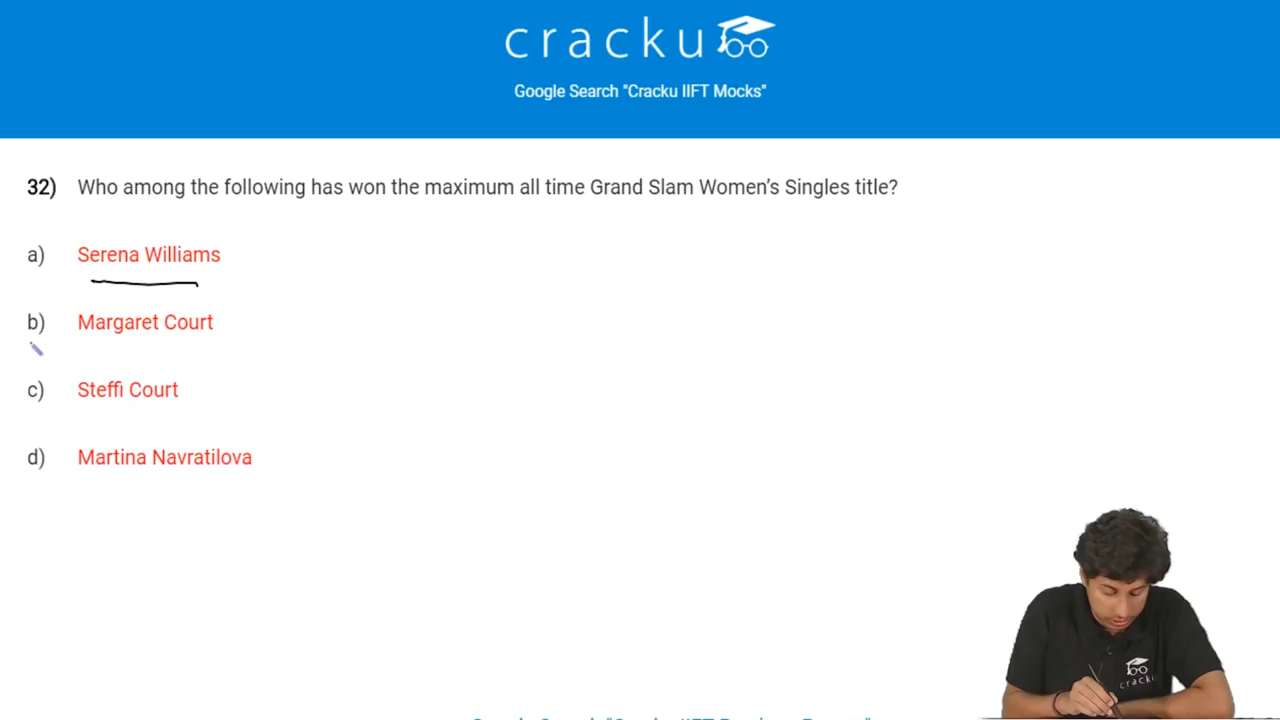 cracku
Google Search "Cracku IIFT Mocks"
32) Who among the following has won the maximum all time Grand Slam Women's Singles title?
a) Serena Williams
b) Margaret Court
c) Steffi Court
d) Martina Navratilova
cracku